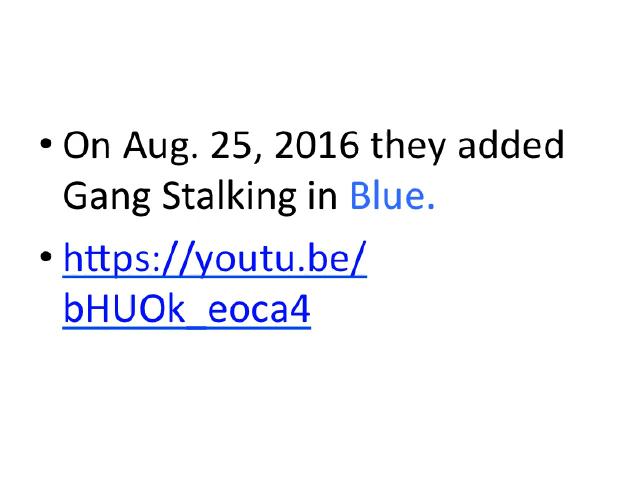 • On Aug. 25, 2016 they added
Gang Stalking in Blue.
• https://youtu.be/
bHUOk_eoca4